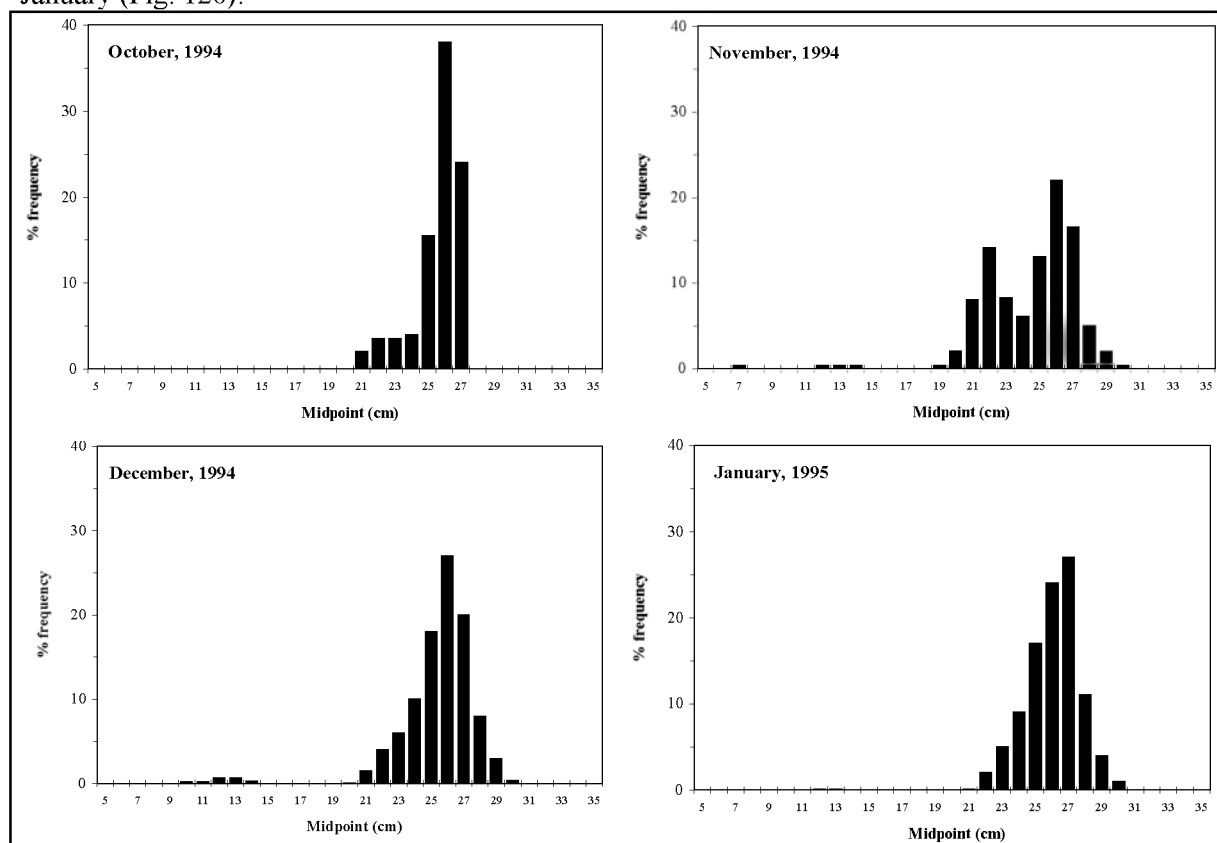 January (Fig. 126).
October, 1994
40
30
20
10
0
% frequency
5 7 9 11 13 15 17 19 21 23 25 27 29 31 33 35
Midpoint (cm)
November, 1994
40
30
20
10
0
% frequency
5 7 9 11 13 15 17 19 21 23 25 27 29 31 33 35
Midpoint (cm)
December, 1994
40
30
20
10
0
% frequency
5 7 9 11 13 15 17 19 21 23 25 27 29 31 33 35
Midpoint (cm)
January, 1995
40
30
20
10
0
% frequency
5 7 9 11 13 15 17 19 21 23 25 27 29 31 33 35
Midpoint (cm)